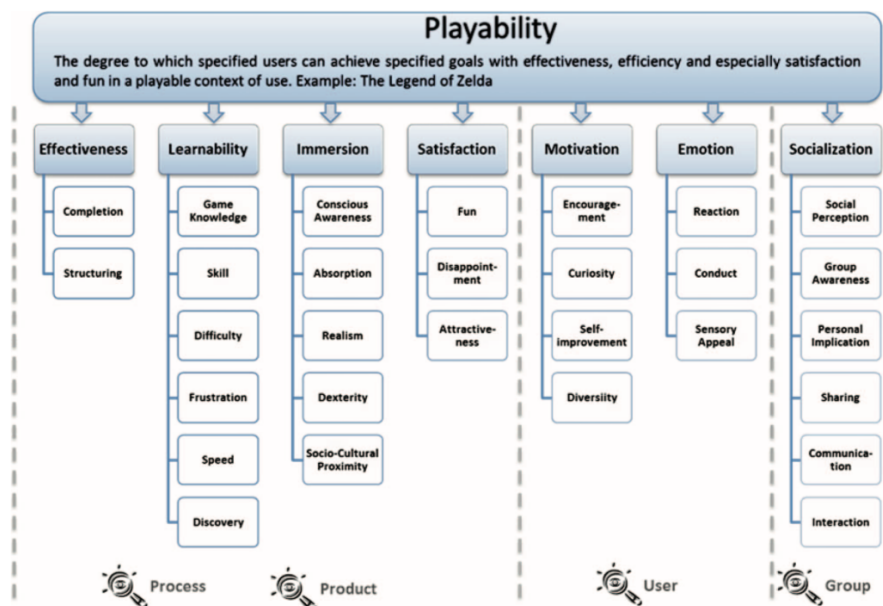 Playability
The degree to which specified users can achieve specified goals with effectiveness, efficiency and especially satisfaction
and fun in a playable context of use. Example: The Legend of Zelda
Effectiveness
Completion
Structuring
Learnability
Game
Knowledge
Skill
Difficulty
Frustration
Speed
Discovery
Immersion
Conscious
Awareness
Absorption
Realism
Dexterity
Socio-Cultural
Proximity
Satisfaction
Fun
Disappoint-
ment
Attractive-
ness
Motivation
Encourage-
ment
Curiosity
Self-
improvement
Diversiity
Emotion
Reaction
Conduct
Sensory
Appeal
Socialization
Social
Perception
Group
Awareness
Personal
Implication
Sharing
Communica-
tion
Interaction
Process
Product
User
Group